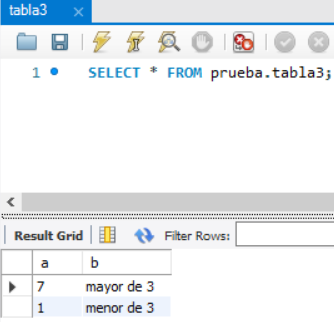 tabla3
1 SELECT * FROM prueba.tabla3;
Result Grid Filter Rows:
a b
7 mayor de 3
1 menor de 3